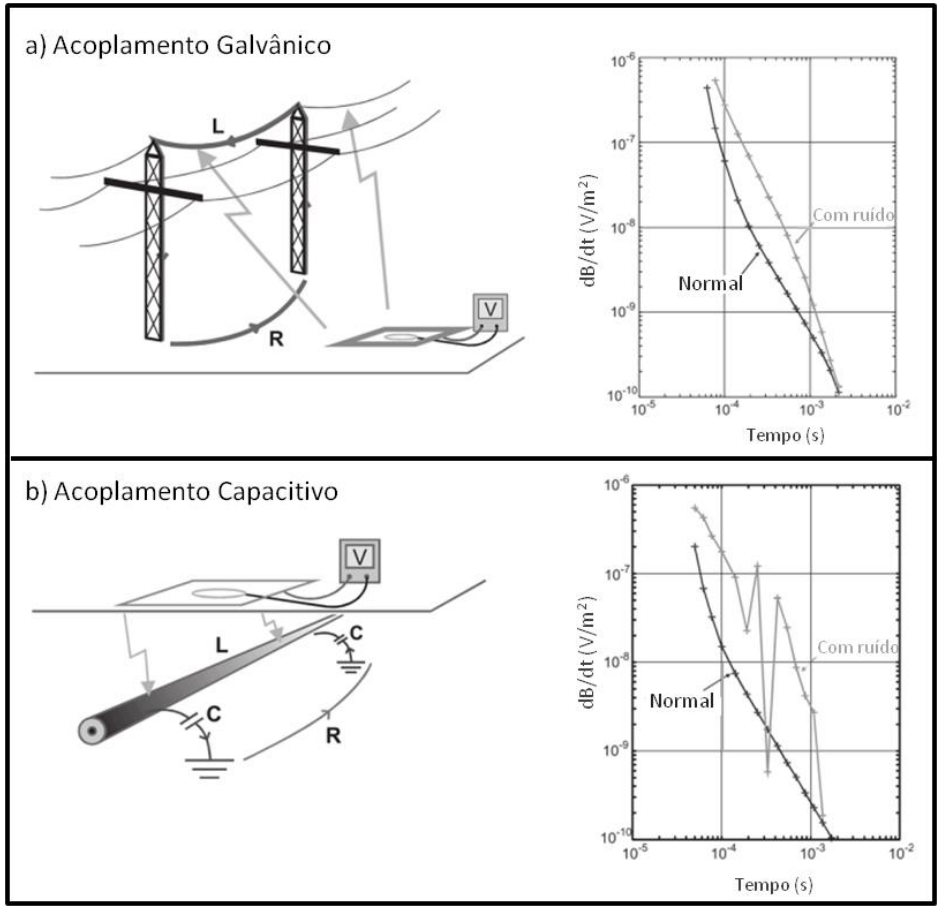 a) Acoplamento Galvânico
L
R
V
10⁻⁶
10⁻⁷
10⁻⁸
10⁻⁹
10⁻¹⁰
dB/dt (V/m²)
Com ruído
Normal
10⁻⁵
10⁻⁴
10⁻³
10⁻²
Tempo (s)
b) Acoplamento Capacitivo
V
L
C
C
R
10⁻⁶
10⁻⁷
10⁻⁸
10⁻⁹
10⁻¹⁰
dB/dt (V/m²)
Com ruído
Normal
10⁻⁵
10⁻⁴
10⁻³
10⁻²
Tempo (s)